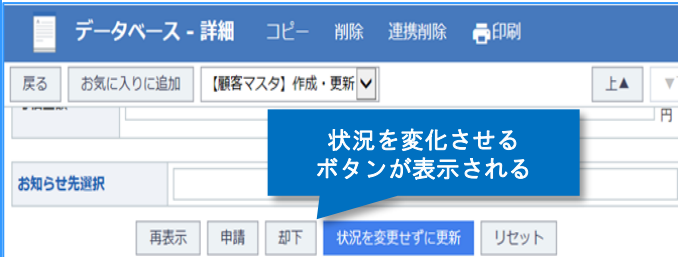 データベース - 詳細 コピー 削除 連携削除 印刷
戻る お気に入りに追加 【顧客マスタ】作成・更新 上▲ ▼
円
状況を変化させる
ボタンが表示される
お知らせ先選択
再表示 申請 却下 状況を変更せずに更新 リセット